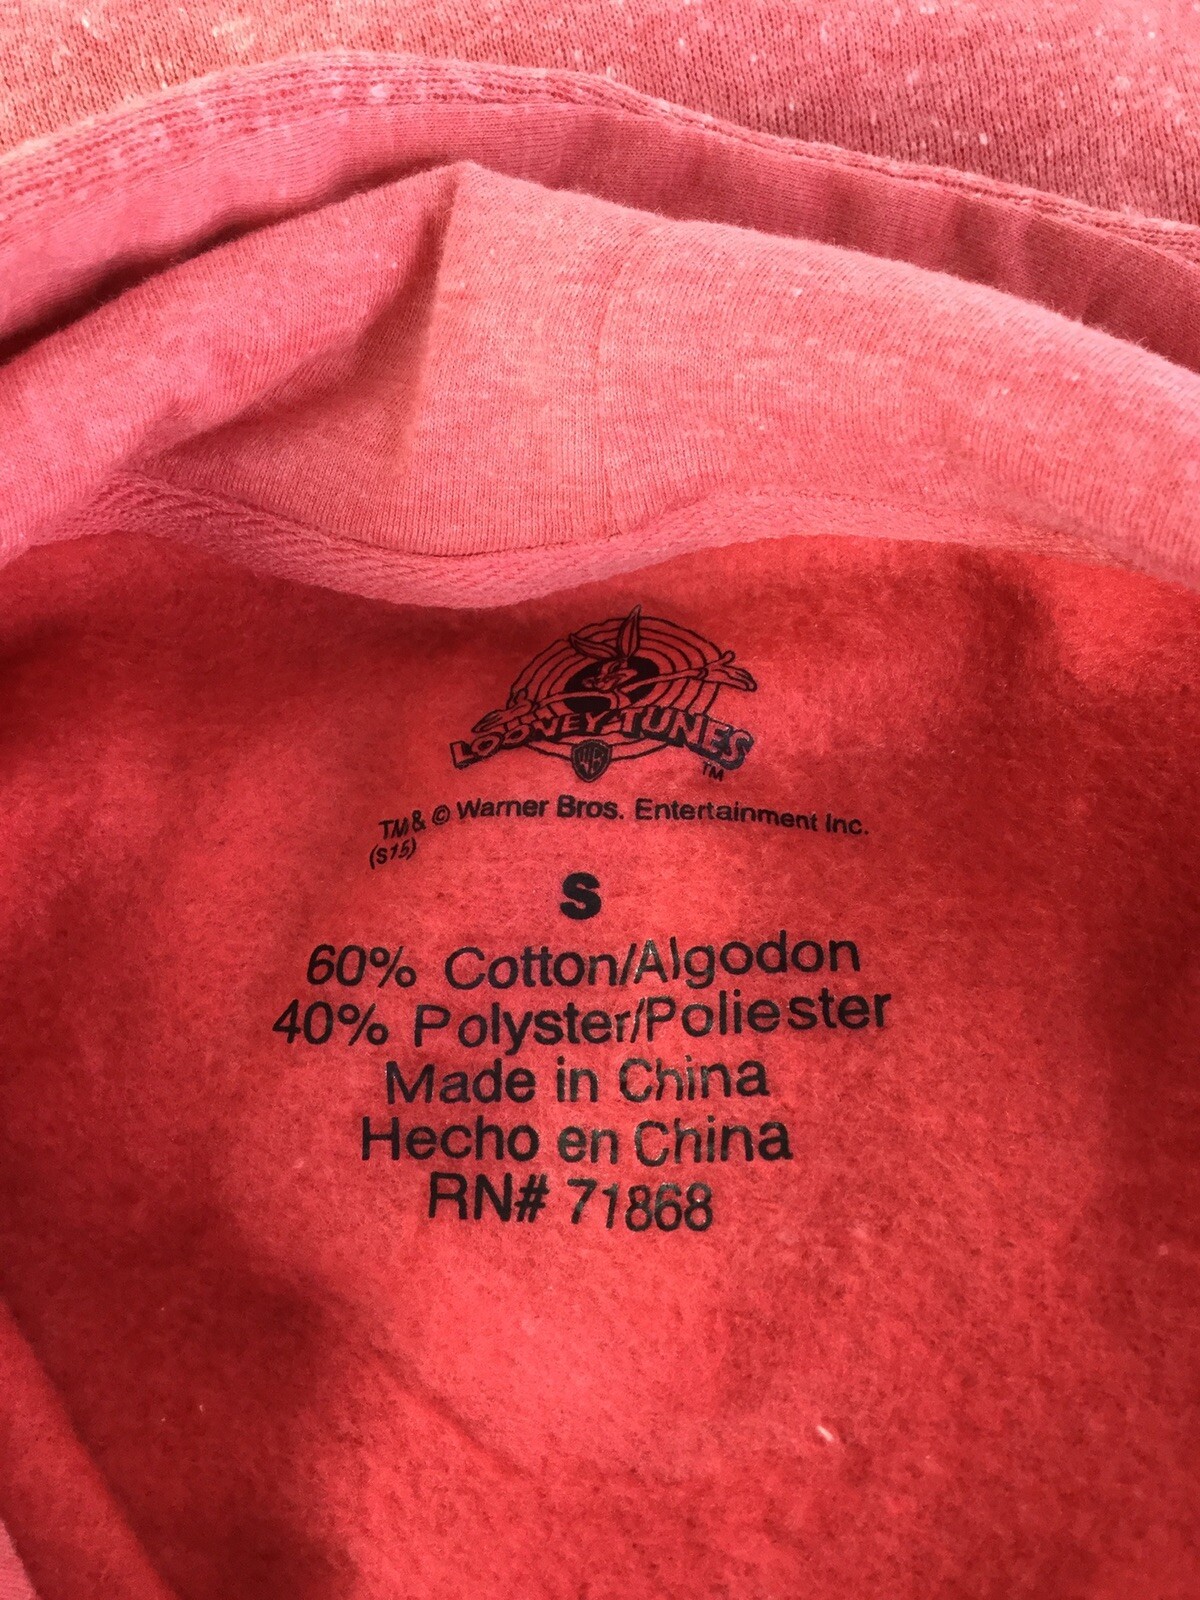 LOONEY TUNES
WB
TM
TM & © Warner Bros. Entertainment Inc.
(s15)
S
60% Cotton/Algodon
40% Polyster/Poliester
Made in China
Hecho en China
RN# 71868